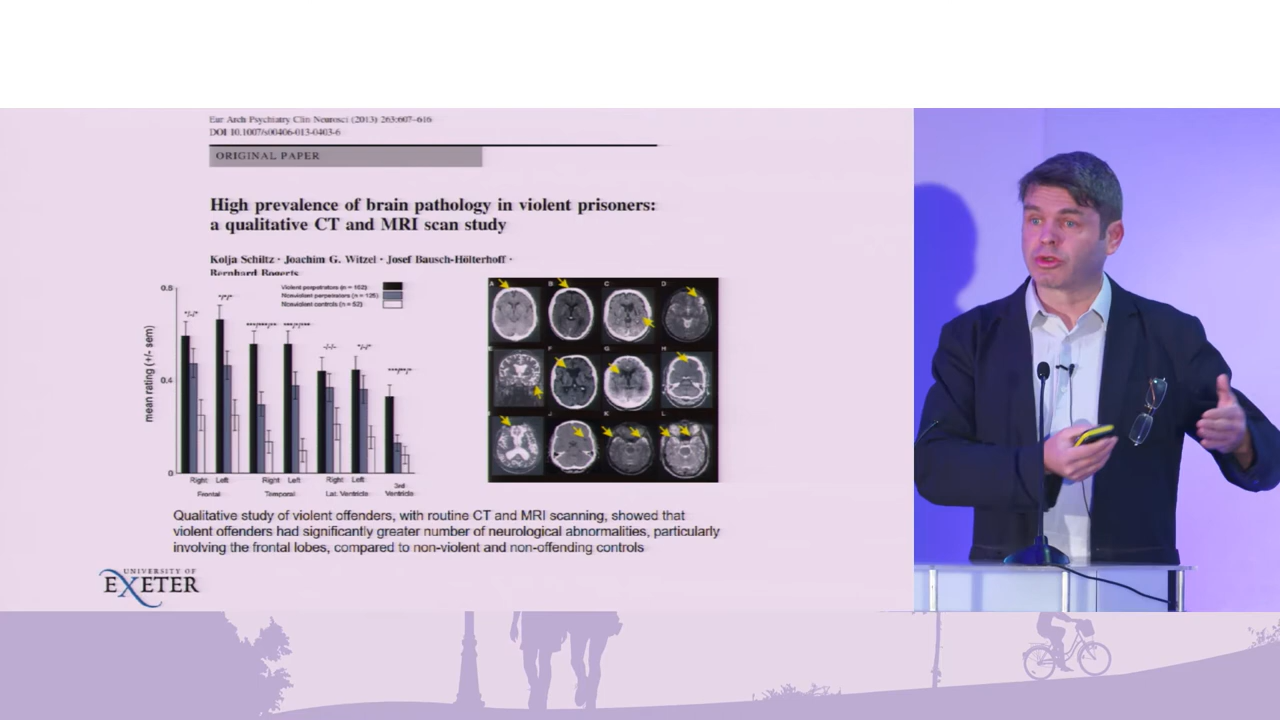 Eur Arch Psychiatry Clin Neurosci (2013) 263:607–616
DOI 10.1007/s00406-013-0403-6
ORIGINAL PAPER
High prevalence of brain pathology in violent prisoners:
a qualitative CT and MRI scan study
Kolja Schiltz · Joachim G. Witzel · Josef Bausch-Hölterhoff ·
Bernhard Bogerts
Violent perpetrators (n = 162)
Nonviolent perpetrators (n = 125)
Nonviolent controls (n = 52)
0.5
0.4
0
mean rating (+/- sem)
Right Left Right Left Right Left 3rd
Frontal Temporal Lat. Ventricle Ventricle
A B C D
E F G H
I J K L
Qualitative study of violent offenders, with routine CT and MRI scanning, showed that
violent offenders had significantly greater number of neurological abnormalities, particularly
involving the frontal lobes, compared to non-violent and non-offending controls
UNIVERSITY OF
EXETER